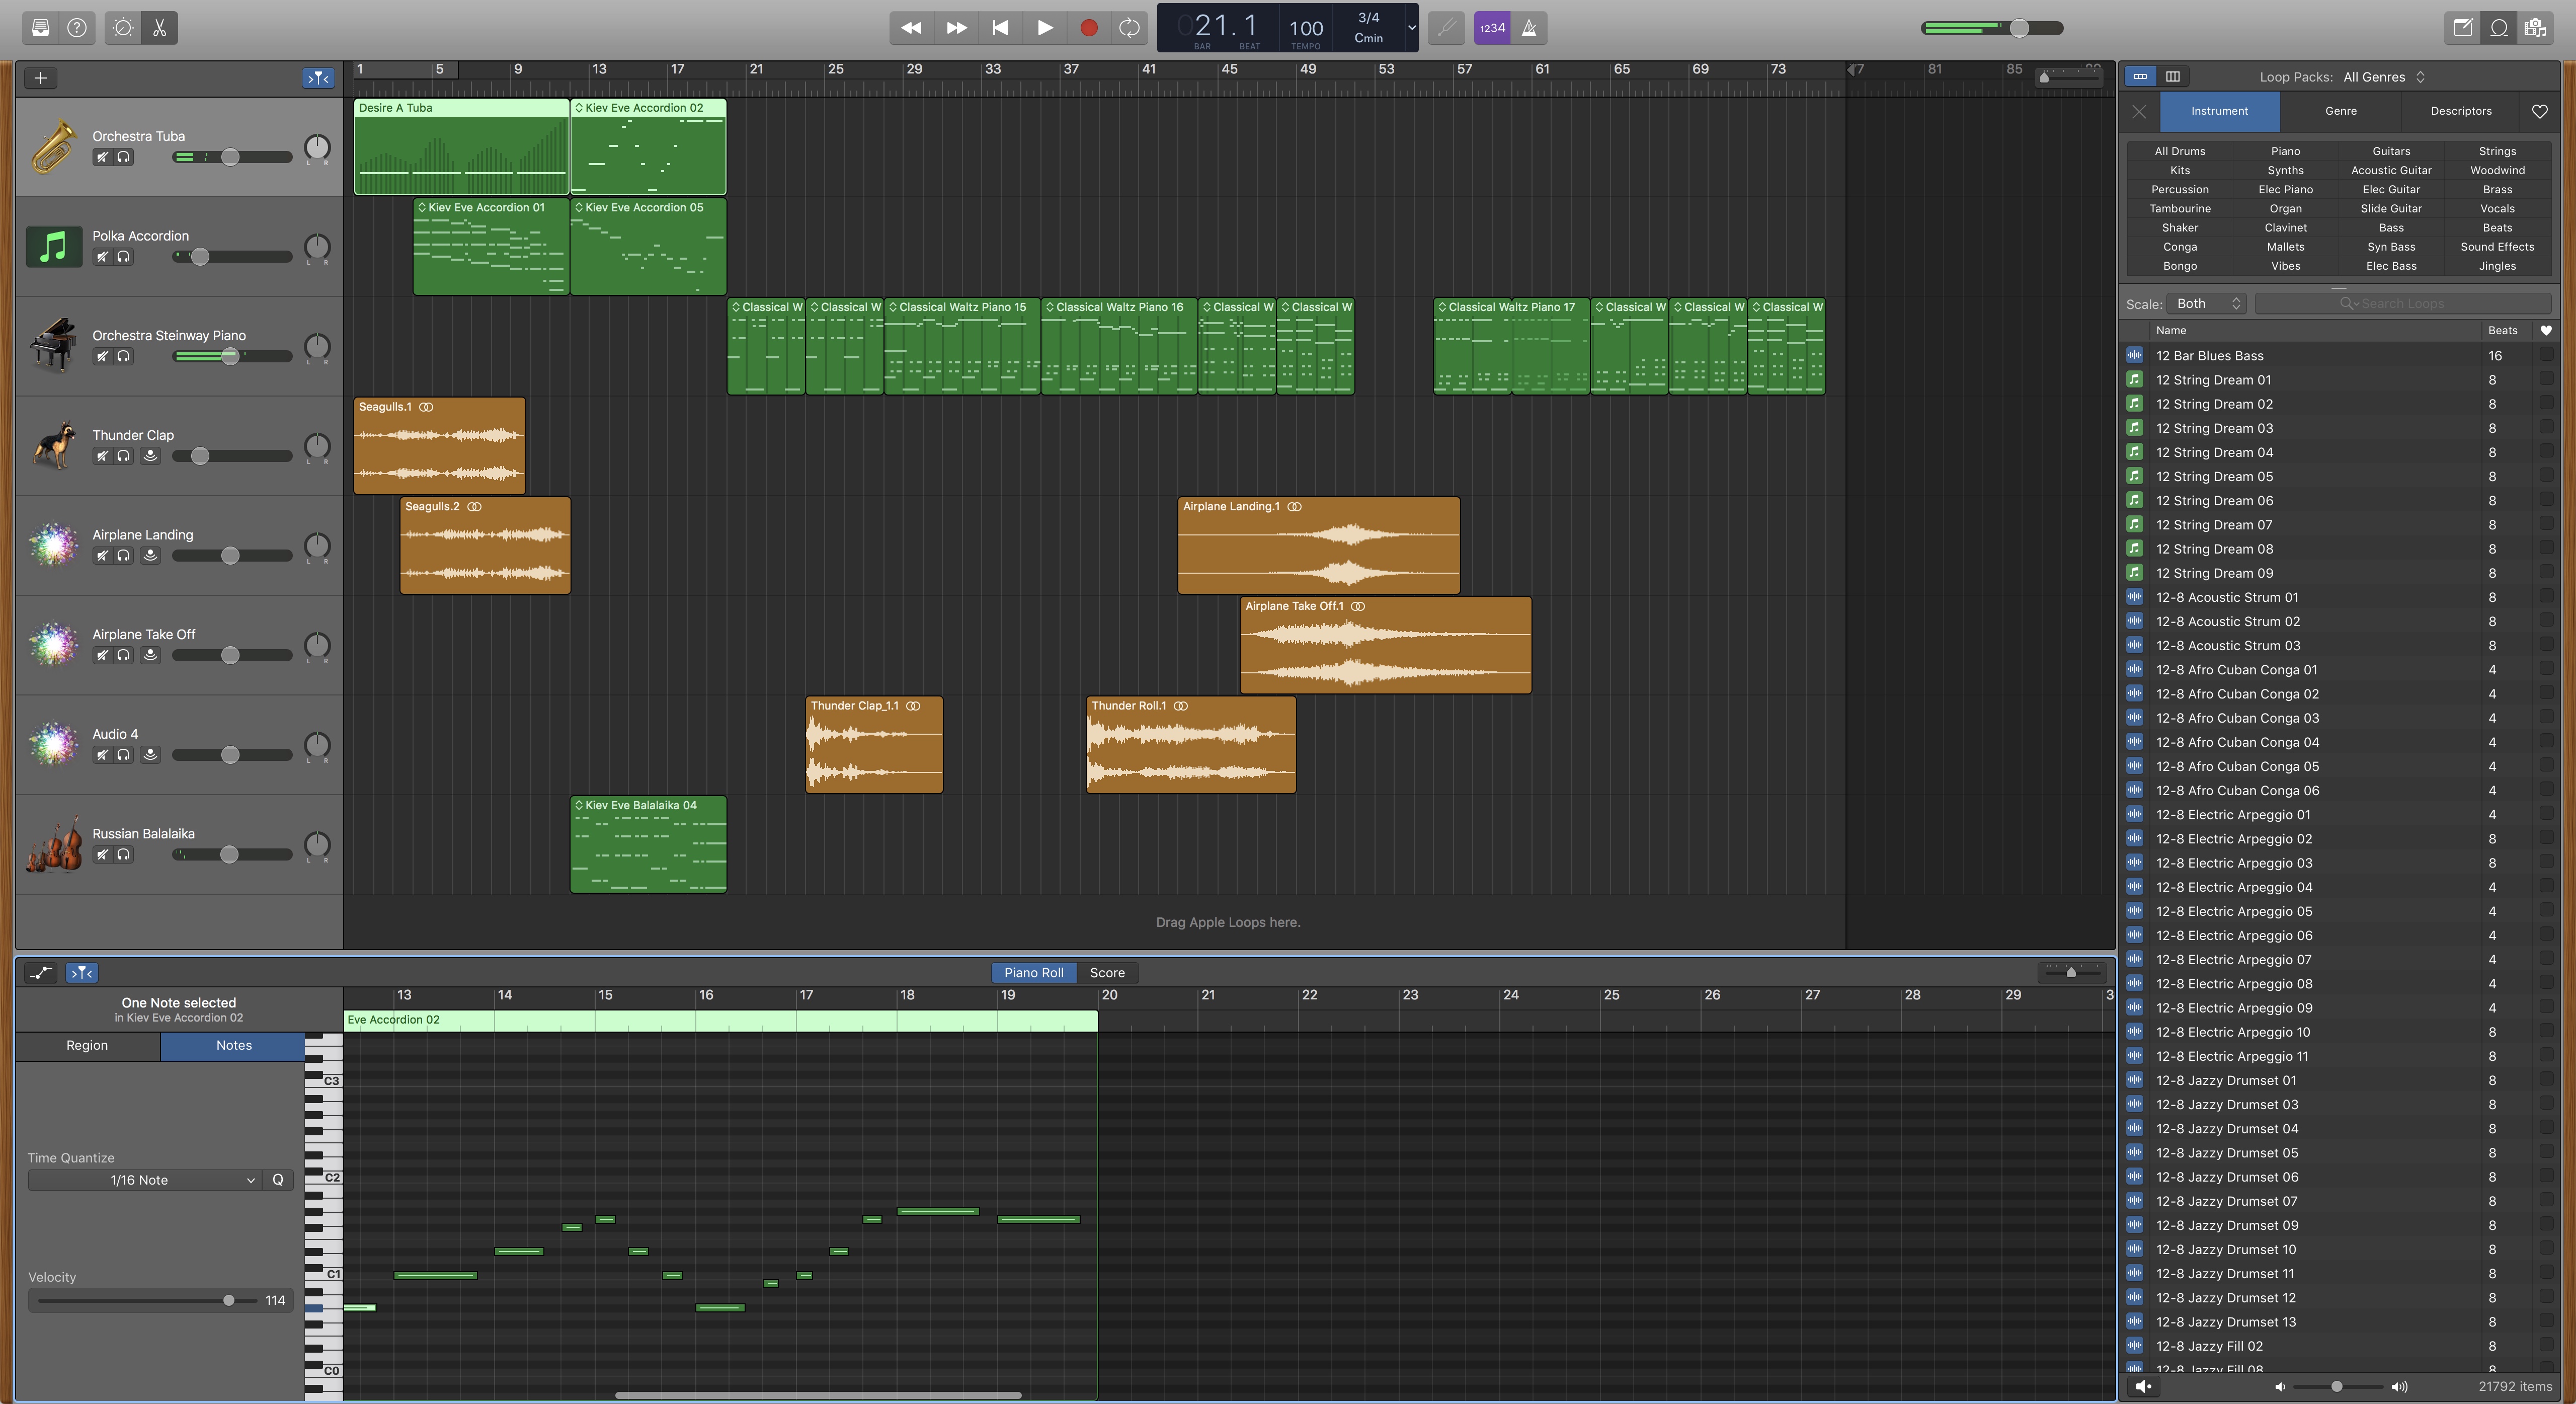 021.1
BAR BEAT
100
TEMPO
3/4
Cmin
1234
1 5 9 13 17 21 25 29 33 37 41 45 49 53 57 61 65 69 73 77 81 85
Loop Packs: All Genres
Instrument Genre Descriptors
All Drums Piano Guitars Strings
Kits Synths Acoustic Guitar Woodwind
Percussion Elec Piano Elec Guitar Brass
Tambourine Organ Slide Guitar Vocals
Shaker Clavinet Bass Beats
Conga Mallets Syn Bass Sound Effects
Bongo Vibes Elec Bass Jingles
Scale: Both Search Loops
Name Beats
12 Bar Blues Bass 16
12 String Dream 01 8
12 String Dream 02 8
12 String Dream 03 8
12 String Dream 04 8
12 String Dream 05 8
12 String Dream 06 8
12 String Dream 07 8
12 String Dream 08 8
12 String Dream 09 8
12-8 Acoustic Strum 01 8
12-8 Acoustic Strum 02 8
12-8 Acoustic Strum 03 8
12-8 Afro Cuban Conga 01 4
12-8 Afro Cuban Conga 02 4
12-8 Afro Cuban Conga 03 4
12-8 Afro Cuban Conga 04 4
12-8 Afro Cuban Conga 05 4
12-8 Afro Cuban Conga 06 4
12-8 Electric Arpeggio 01 4
12-8 Electric Arpeggio 02 8
12-8 Electric Arpeggio 03 8
12-8 Electric Arpeggio 04 4
12-8 Electric Arpeggio 05 4
12-8 Electric Arpeggio 06 4
12-8 Electric Arpeggio 07 4
12-8 Electric Arpeggio 08 4
12-8 Electric Arpeggio 09 4
12-8 Electric Arpeggio 10 8
12-8 Electric Arpeggio 11 8
12-8 Jazzy Drumset 01 8
12-8 Jazzy Drumset 03 8
12-8 Jazzy Drumset 04 8
12-8 Jazzy Drumset 05 8
12-8 Jazzy Drumset 06 8
12-8 Jazzy Drumset 07 8
12-8 Jazzy Drumset 09 8
12-8 Jazzy Drumset 10 8
12-8 Jazzy Drumset 11 8
12-8 Jazzy Drumset 12 8
12-8 Jazzy Drumset 13 8
12-8 Jazzy Fill 02 8
12-8 Jazzy Fill 08 8
21792 items
Orchestra Tuba
L R
Desire A Tuba
Kiev Eve Accordion 02
Polka Accordion
L R
Kiev Eve Accordion 01
Kiev Eve Accordion 05
Orchestra Steinway Piano
L R
Classical W
Classical W
Classical Waltz Piano 15
Classical Waltz Piano 16
Classical W
Classical W
Classical Waltz Piano 17
Classical W
Classical W
Classical W
Thunder Clap
L R
Seagulls.1
Airplane Landing
L R
Seagulls.2
Airplane Landing.1
Airplane Take Off
L R
Airplane Take Off.1
Audio 4
L R
Thunder Clap_1.1
Thunder Roll.1
Russian Balalaika
L R
Kiev Eve Balalaika 04
Drag Apple Loops here.
Piano Roll Score
13 14 15 16 17 18 19 20 21 22 23 24 25 26 27 28 29 3
One Note selected
in Kiev Eve Accordion 02
Eve Accordion 02
Region Notes
C3
Time Quantize
C2
1/16 Note Q
C1
Velocity
114
C0